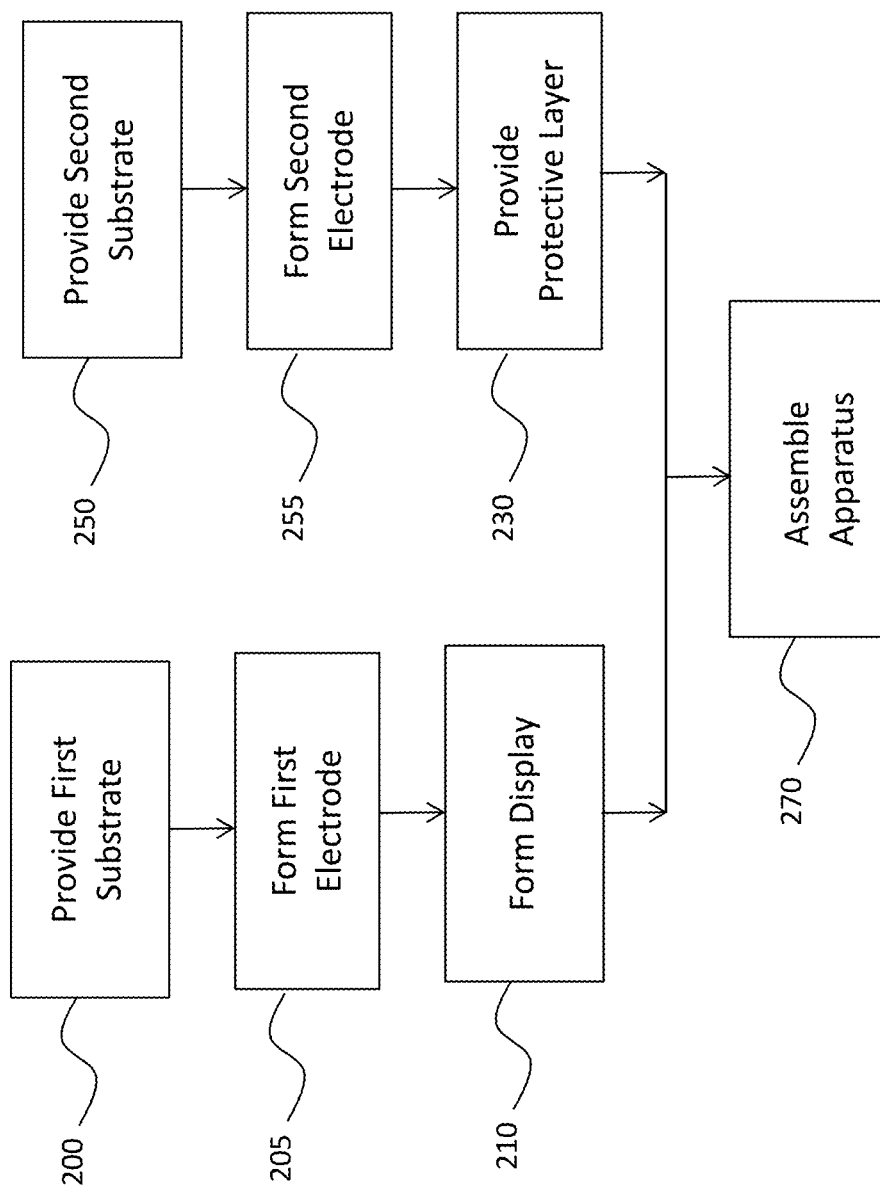 200
Provide First
Substrate
205
Form First
Electrode
210
Form Display
250
Provide Second
Substrate
255
Form Second
Electrode
230
Provide
Protective Layer
270
Assemble
Apparatus